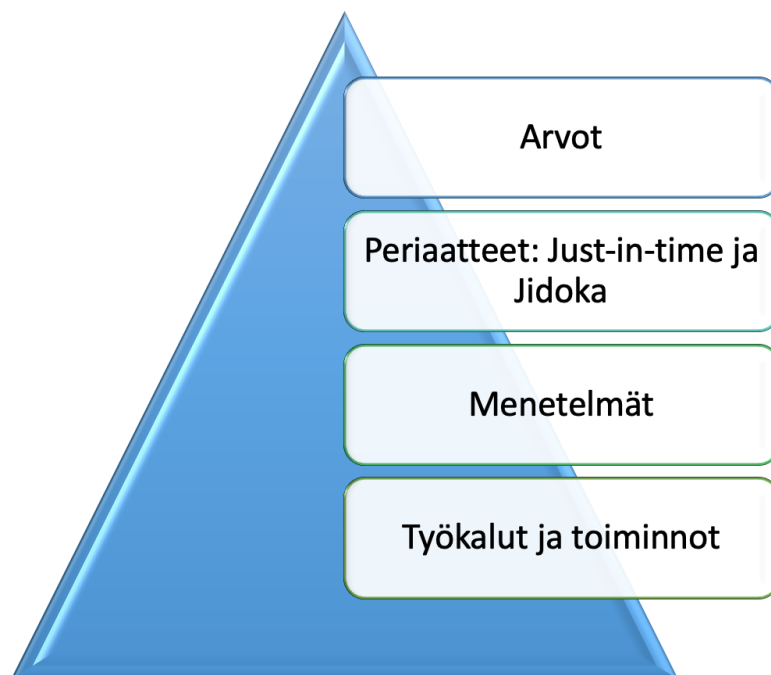 Arvot
Periaatteet: Just-in-time ja
Jidoka
Menetelmät
Työkalut ja toiminnot